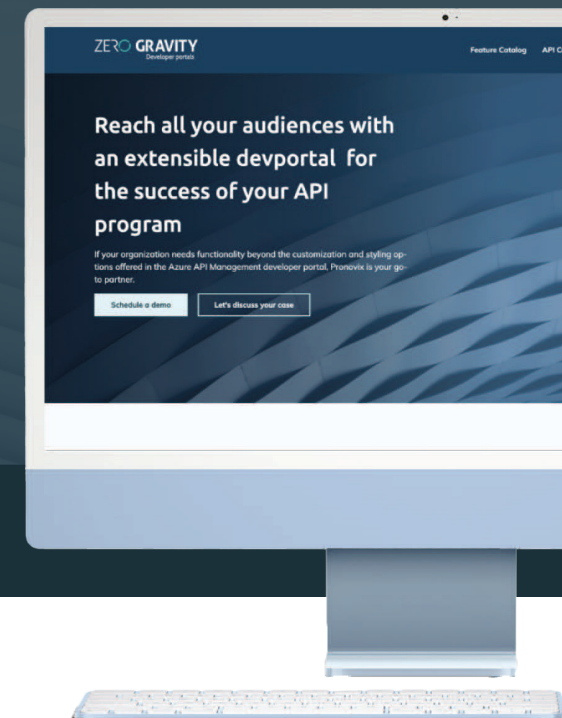 ZERO GRAVITY
Developer portals
Feature Catalog API C
Reach all your audiences with
an extensible devportal for
the success of your API
program
If your organization needs functionality beyond the customization and styling op-
tions offered in the Azure API Management developer portal, Pronovix is your go-
to partner.
Schedule a demo Let's discuss your case